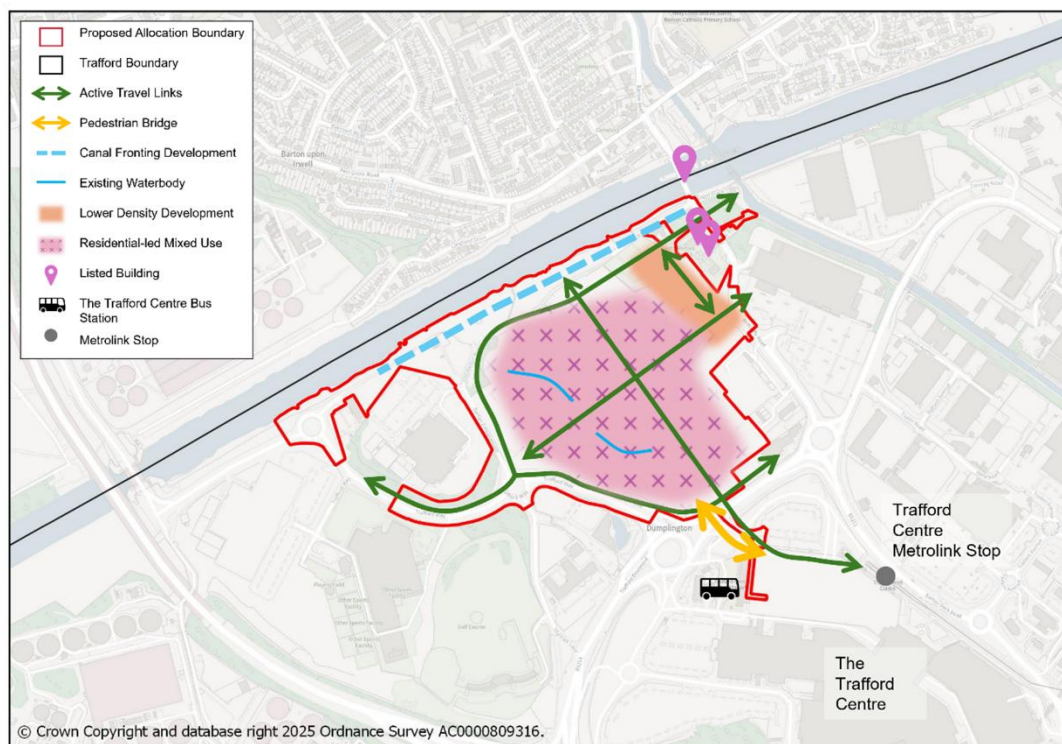 Proposed Allocation Boundary
Trafford Boundary
Active Travel Links
Pedestrian Bridge
Canal Fronting Development
Existing Waterbody
Lower Density Development
Residential-led Mixed Use
Listed Building
The Trafford Centre Bus
Station
Metrolink Stop
Barton upon
Irwell
Dumplington
Trafford
Centre
Metrolink Stop
The
Trafford
Centre
© Crown Copyright and database right 2025 Ordnance Survey AC0000809316.